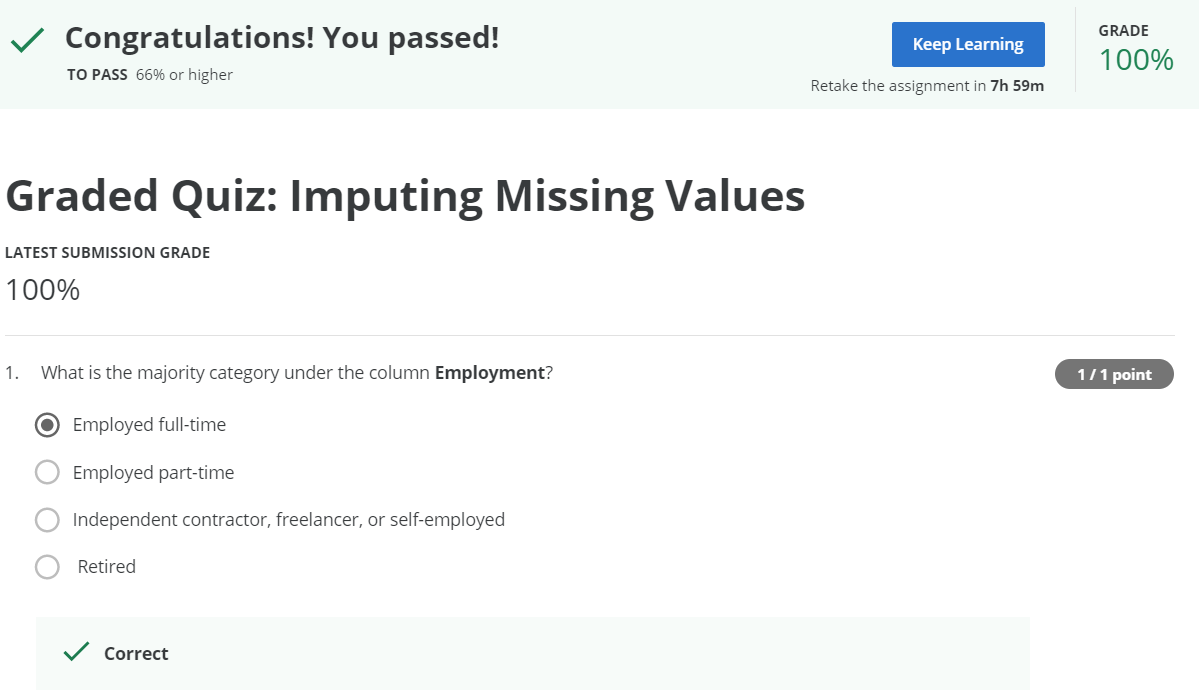 Congratulations! You passed!
TO PASS 66% or higher
Keep Learning
Retake the assignment in 7h 59m
GRADE
100%
Graded Quiz: Imputing Missing Values
LATEST SUBMISSION GRADE
100%
1. What is the majority category under the column Employment?
1 / 1 point
Employed full-time
Employed part-time
Independent contractor, freelancer, or self-employed
Retired
Correct